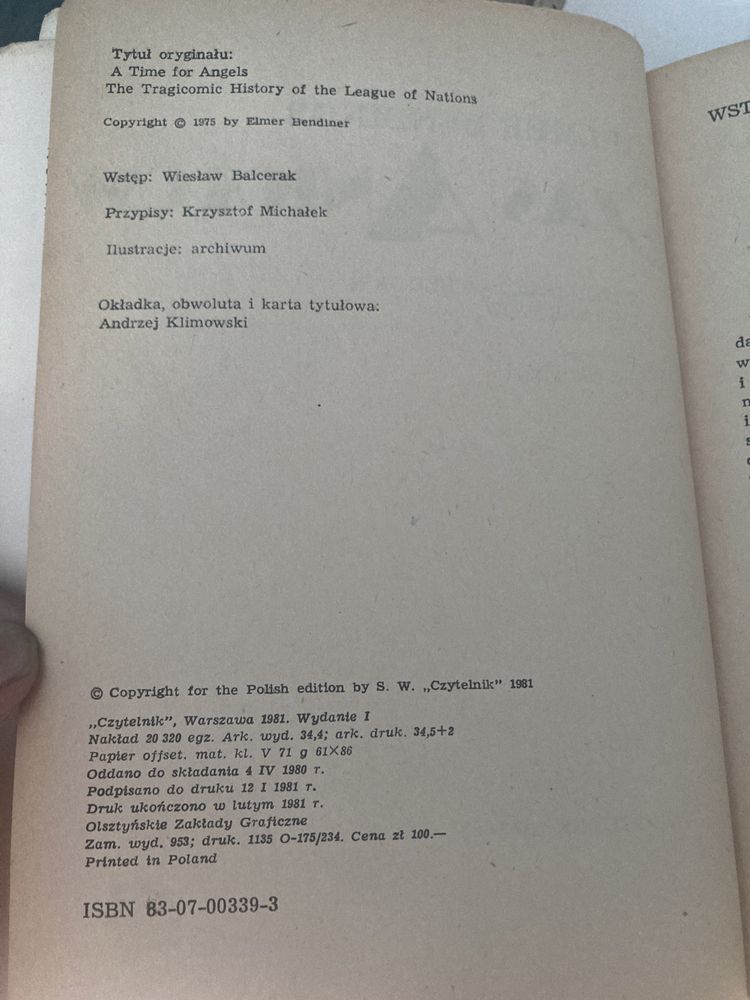 Tytuł oryginału:
A Time for Angels
The Tragicomic History of the League of Nations
Copyright © 1975 by Elmer Bendiner
Wstęp: Wiesław Balcerak
Przypisy: Krzysztof Michałek
Ilustracje: archiwum
Okładka, obwoluta i karta tytułowa:
Andrzej Klimowski
© Copyright for the Polish edition by S. W. „Czytelnik” 1981
„Czytelnik”, Warszawa 1981. Wydanie I
Nakład 20 320 egz. Ark. wyd. 34,4; ark. druk. 34,5+2
Papier offset. mat. kl. V 71 g 61×86
Oddano do składania 4 IV 1980 r.
Podpisano do druku 12 I 1981 r.
Druk ukończono w lutym 1981 r.
Olsztyńskie Zakłady Graficzne
Zam. wyd. 953; druk. 1135 O-175/234. Cena zł 100.—
Printed in Poland
ISBN 83-07-00339-3